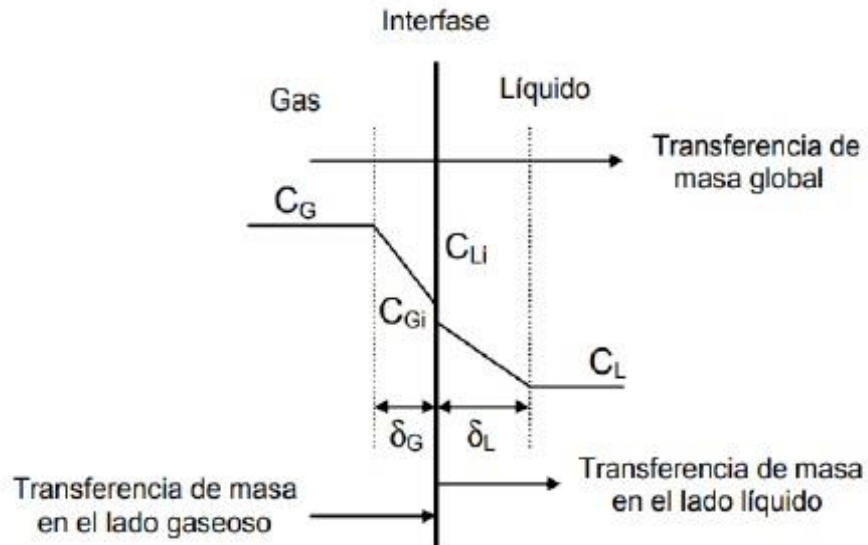 Interfase
Gas
Líquido
Transferencia de
masa global
C_G
C_Li
C_Gi
C_L
δ_G
δ_L
Transferencia de masa
en el lado gaseoso
Transferencia de masa
en el lado líquido